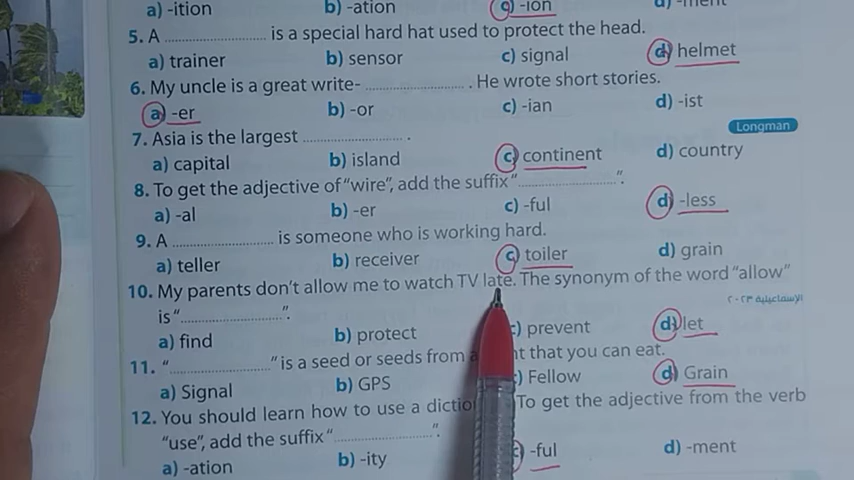 a) -ition b) -ation c) -ion d) -ment
5. A ........................ is a special hard hat used to protect the head.
a) trainer b) sensor c) signal d) helmet
6. My uncle is a great write- ........................ . He wrote short stories.
a) -er b) -or c) -ian d) -ist
Longman
7. Asia is the largest ........................ .
a) capital b) island c) continent d) country
8. To get the adjective of "wire", add the suffix "........................".
a) -al b) -er c) -ful d) -less
9. A ........................ is someone who is working hard.
a) teller b) receiver c) toiler d) grain
10. My parents don't allow me to watch TV late. The synonym of the word "allow"
is "........................". الإسماعيلية ٢٠٢٣
a) find b) protect c) prevent d) let
11. "........................" is a seed or seeds from a that you can eat.
a) Signal b) GPS c) Fellow d) Grain
12. You should learn how to use a To get the adjective from the verb
"use", add the suffix "........................".
a) -ation b) -ity c) -ful d) -ment